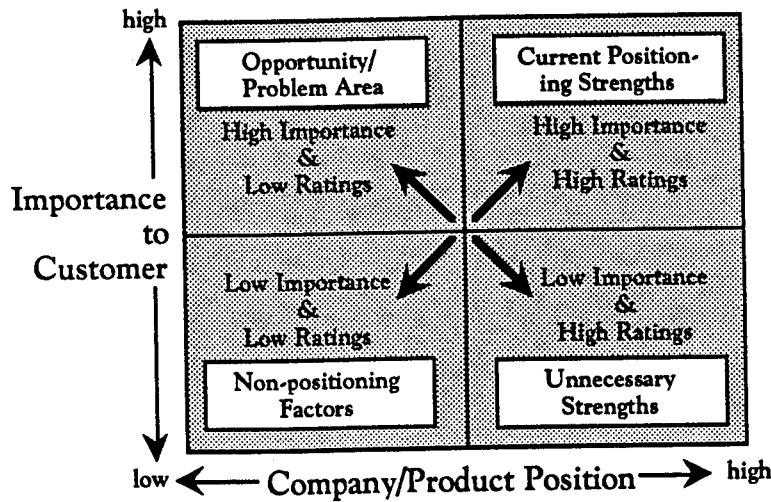 high
Opportunity/
Problem Area
High Importance
&
Low Ratings
Current Position-
ing Strengths
High Importance
&
High Ratings
Importance
to
Customer
Low Importance
&
Low Ratings
Non-positioning
Factors
Low Importance
&
High Ratings
Unnecessary
Strengths
low
Company/Product Position
high